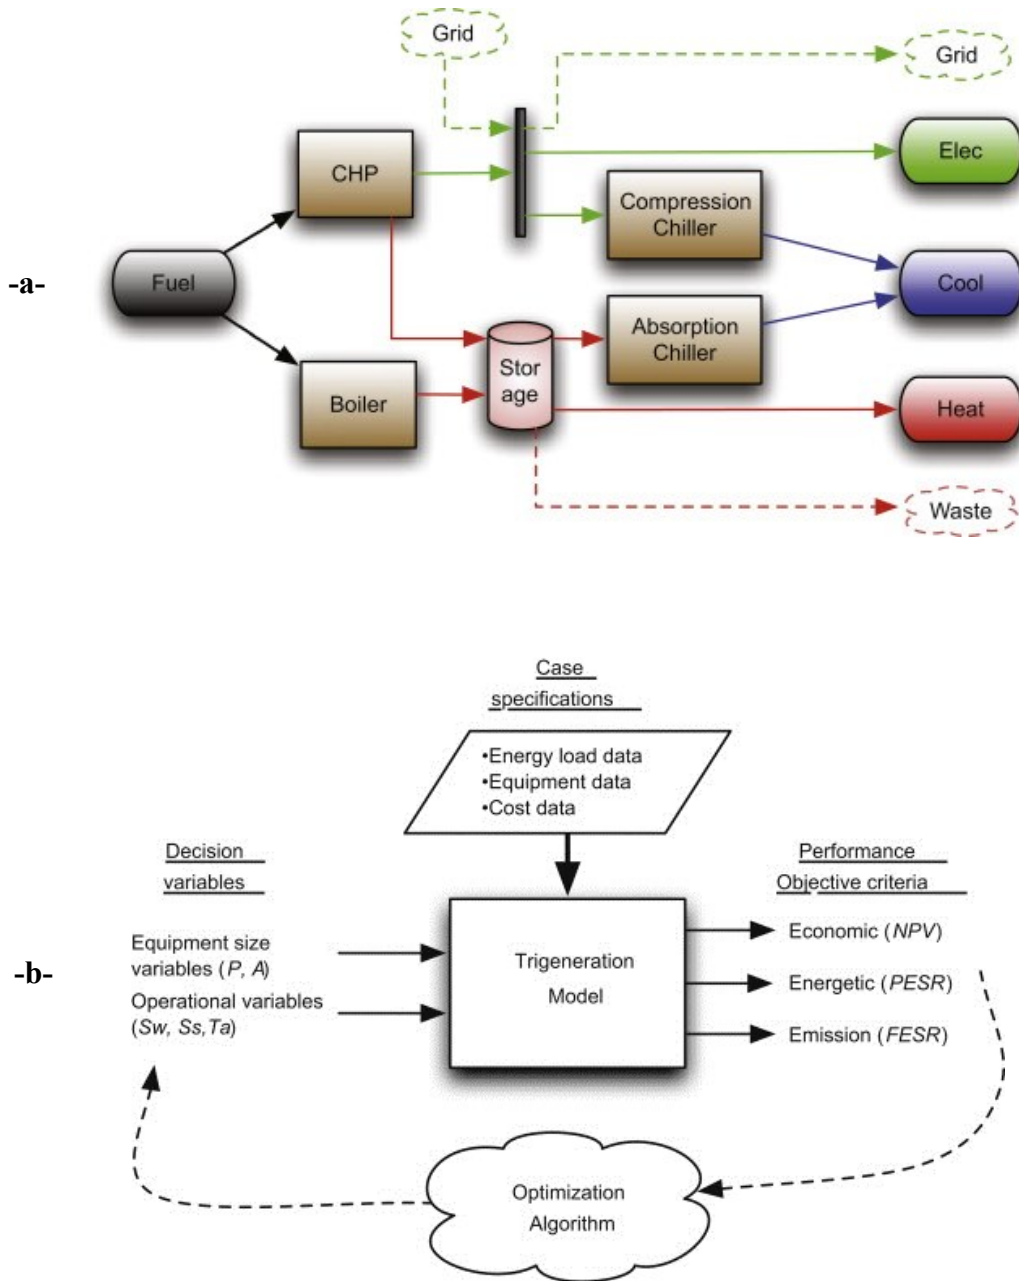 Grid
Grid
CHP
Elec
Compression
Chiller
-a-
Fuel
Cool
Absorption
Chiller
Stor
age
Boiler
Heat
Waste
Case
specifications
•Energy load data
•Equipment data
•Cost data
Decision
variables
Performance
Objective criteria
-b-
Equipment size
variables (P, A)
Operational variables
(Sw, Ss,Ta)
Trigeneration
Model
Economic (NPV)
Energetic (PESR)
Emission (FESR)
Optimization
Algorithm